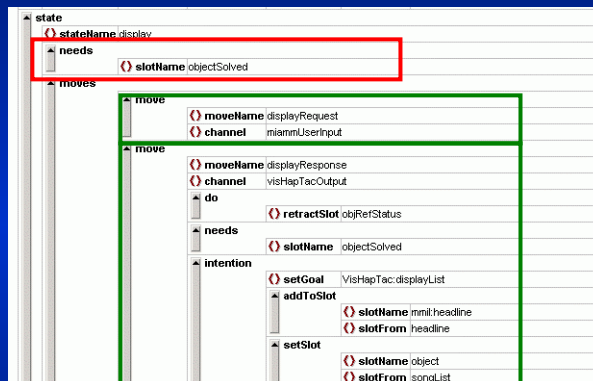 state
stateName display
needs
slotName objectSolved
moves
move
moveName displayRequest
channel miammUserInput
move
moveName displayResponse
channel visHapTacOutput
do
retractSlot objRefStatus
needs
slotName objectSolved
intention
setGoal VisHapTac:displayList
addToSlot
slotName mmil:headline
slotFrom headline
setSlot
slotName object
slotFrom songList